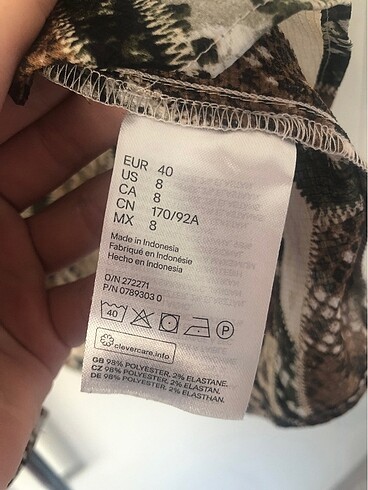 EUR 40
US 8
CA 8
CN 170/92A
MX 8
Made in Indonesia
Fabriqué en Indonésie
Hecho en Indonesia
O/N 272271
P/N 0789303 0
40 P
clevercare.info
GB 98% POLYESTER. 2% ELASTANE.
CZ 98% POLYESTER. 2% ELASTAN.
DE 98% POLYESTER. 2% ELASTHAN.